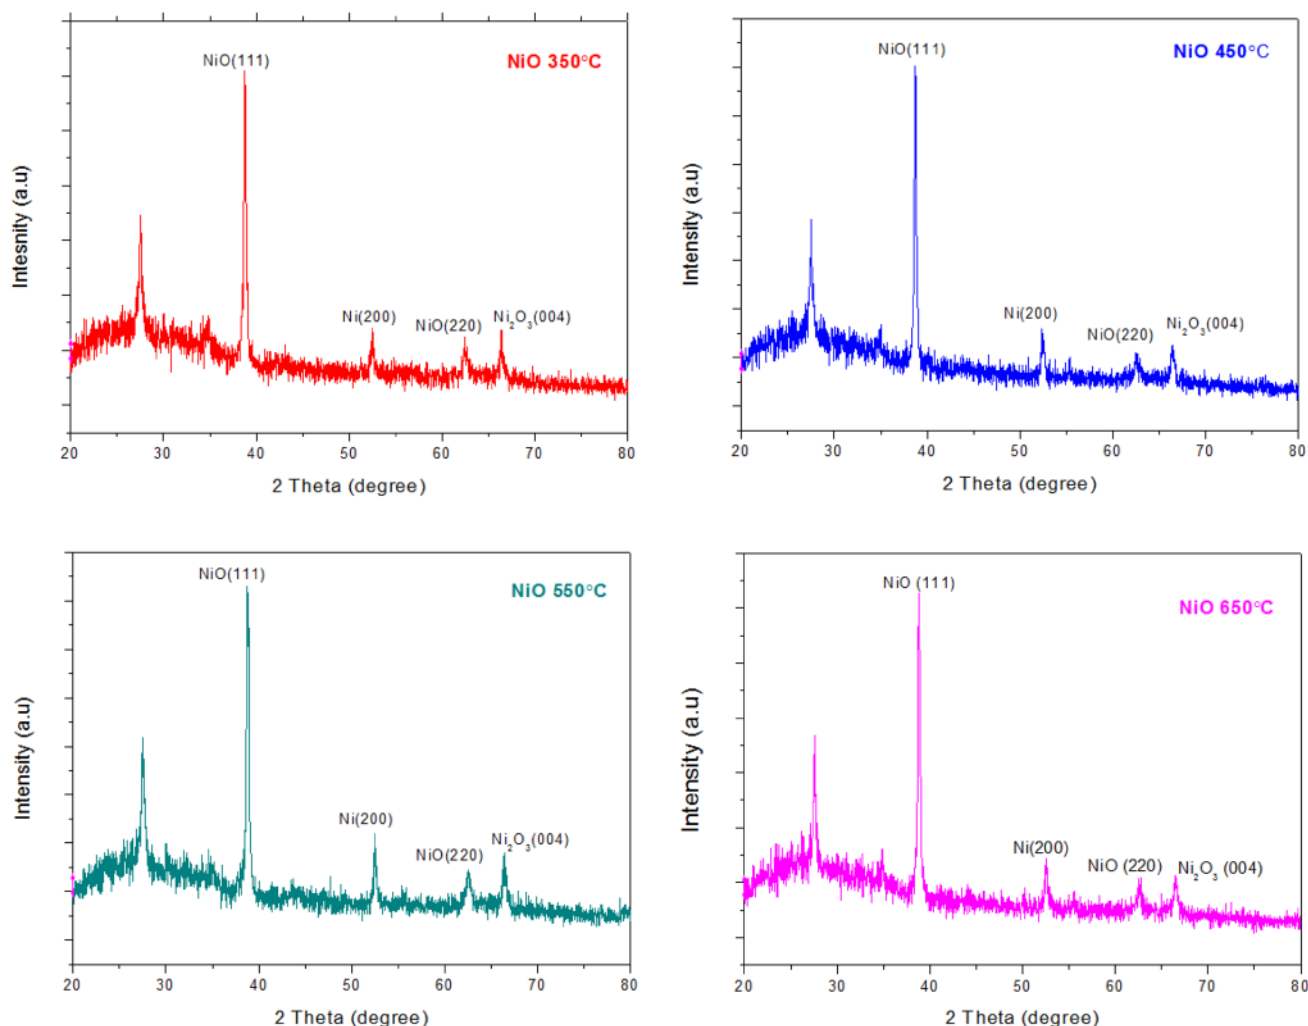 NiO 350°C
NiO(111)
Ni(200)
NiO(220)
Ni₂O₃(004)
Intesnity (a.u)
20 30 40 50 60 70 80
2 Theta (degree)
NiO 450°C
NiO(111)
Ni(200)
NiO(220)
Ni₂O₃(004)
Intensity (a.u)
20 30 40 50 60 70 80
2 Theta (degree)
NiO 550°C
NiO(111)
Ni(200)
NiO(220)
Ni₂O₃(004)
Intensity (a.u)
20 30 40 50 60 70 80
2 Theta (degree)
NiO 650°C
NiO (111)
Ni(200)
NiO (220)
Ni₂O₃ (004)
Intensity (a.u)
20 30 40 50 60 70 80
2 Theta (degree)